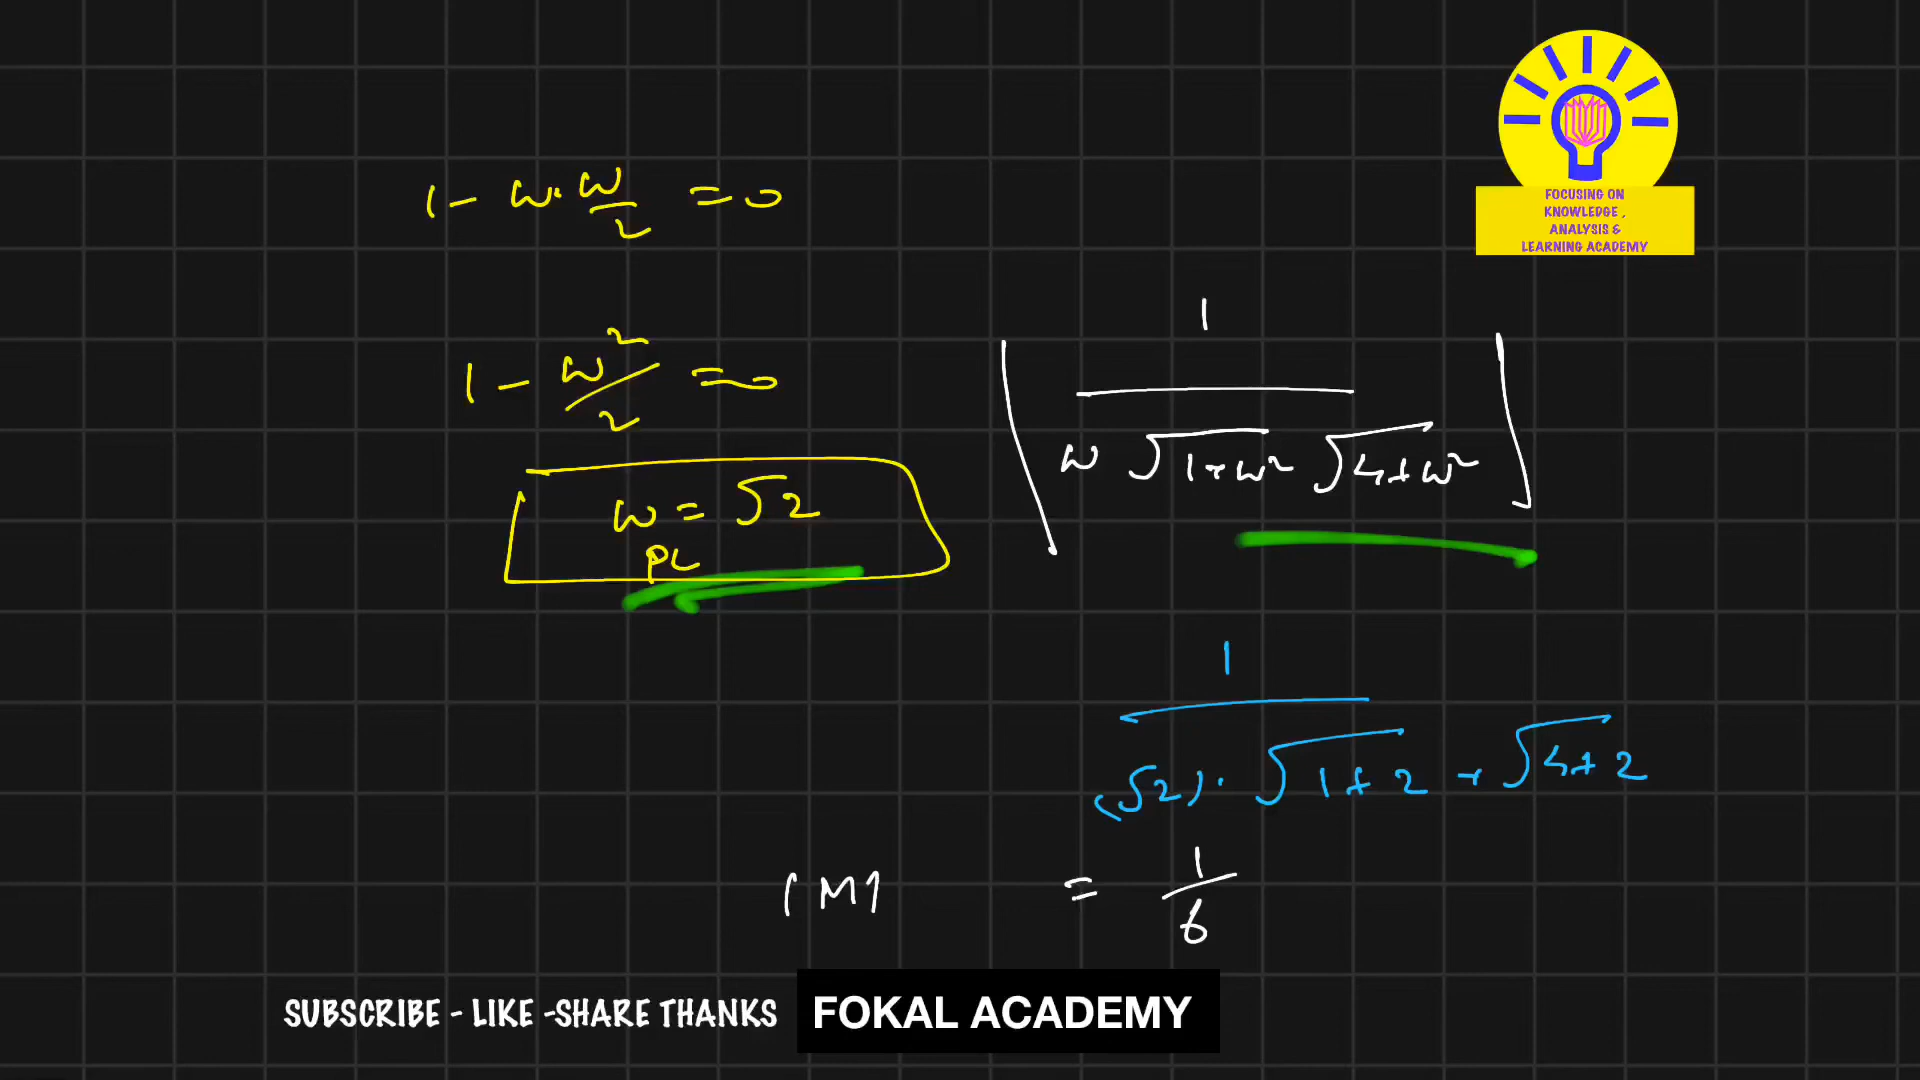 FOCUSING ON
KNOWLEDGE ,
ANALYSIS &
LEARNING ACADEMY
1 - ω·ω/2 = 0
1 - ω²/2 = 0
ω = √2
PC
| 1 / ω √1+ω² √4+ω² |
1 / (√2) · √1+2 + √4+2
|M| = 1/6
SUBSCRIBE - LIKE -SHARE THANKS
FOKAL ACADEMY